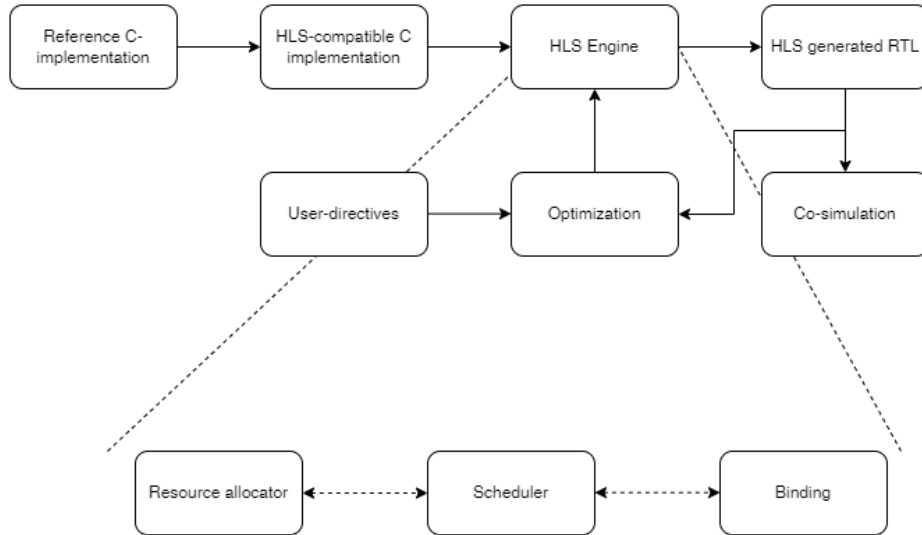 Reference C-
implementation
HLS-compatible C
implementation
HLS Engine
HLS generated RTL
User-directives
Optimization
Co-simulation
Resource allocator
Scheduler
Binding